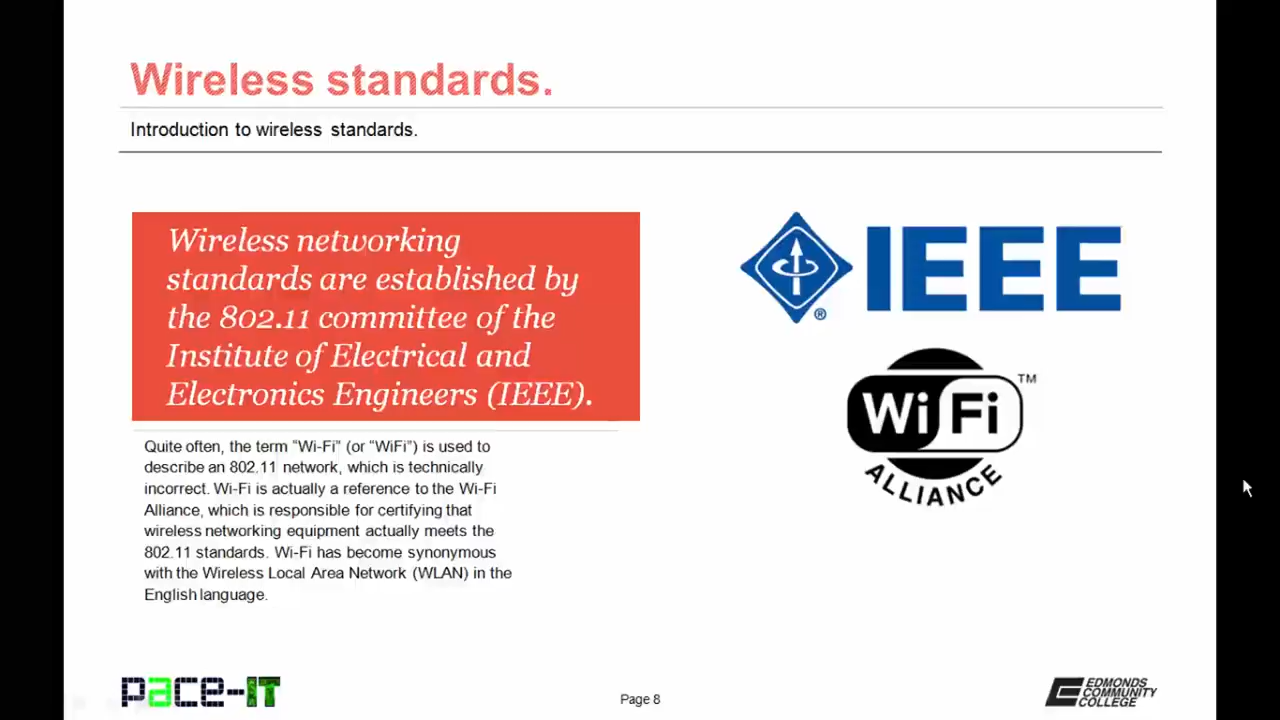 Wireless standards.
Introduction to wireless standards.
Wireless networking
standards are established by
the 802.11 committee of the
Institute of Electrical and
Electronics Engineers (IEEE).
Quite often, the term “Wi-Fi” (or “WiFi”) is used to
describe an 802.11 network, which is technically
incorrect. Wi-Fi is actually a reference to the Wi-Fi
Alliance, which is responsible for certifying that
wireless networking equipment actually meets the
802.11 standards. Wi-Fi has become synonymous
with the Wireless Local Area Network (WLAN) in the
English language.
IEEE
®
WiFi
TM
ALLIANCE
pace-IT
Page 8
EDMONDS
COMMUNITY
COLLEGE